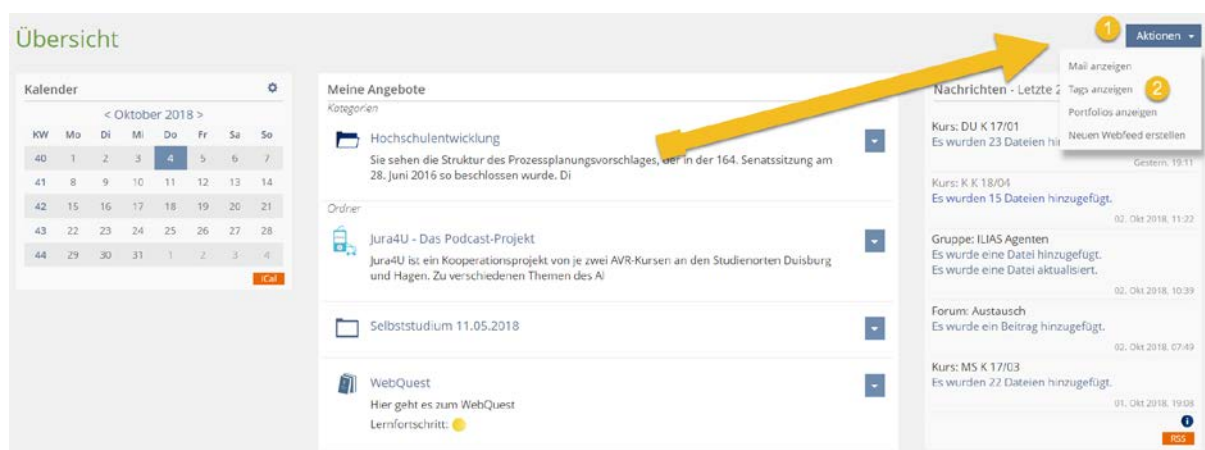 Übersicht
1
Aktionen
Mail anzeigen
Tags anzeigen
2
Portfolios anzeigen
Neuen Webfeed erstellen
Kalender
< Oktober 2018 >
KW Mo Di Mi Do Fr Sa So
40 1 2 3 4 5 6 7
41 8 9 10 11 12 13 14
42 15 16 17 18 19 20 21
43 22 23 24 25 26 27 28
44 29 30 31 1 2 3 4
iCal
Meine Angebote
Kategorien
Hochschulentwicklung
Sie sehen die Struktur des Prozessplanungsvorschlages, der in der 164. Senatssitzung am
28. Juni 2016 so beschlossen wurde. Di
Ordner
Jura4U - Das Podcast-Projekt
Jura4U ist ein Kooperationsprojekt von je zwei AVR-Kursen an den Studienorten Duisburg
und Hagen. Zu verschiedenen Themen des Al
Selbststudium 11.05.2018
WebQuest
Hier geht es zum WebQuest
Lernfortschritt:
Nachrichten - Letzte 2
Kurs: DU K 17/01
Es wurden 23 Dateien hin
Gestern, 19:11
Kurs: K K 18/04
Es wurden 15 Dateien hinzugefügt.
02. Okt 2018, 11:22
Gruppe: ILIAS Agenten
Es wurde eine Datei hinzugefügt.
Es wurde eine Datei aktualisiert.
02. Okt 2018, 10:39
Forum: Austausch
Es wurde ein Beitrag hinzugefügt.
02. Okt 2018, 07:49
Kurs: MS K 17/03
Es wurden 22 Dateien hinzugefügt.
01. Okt 2018, 19:08
RSS